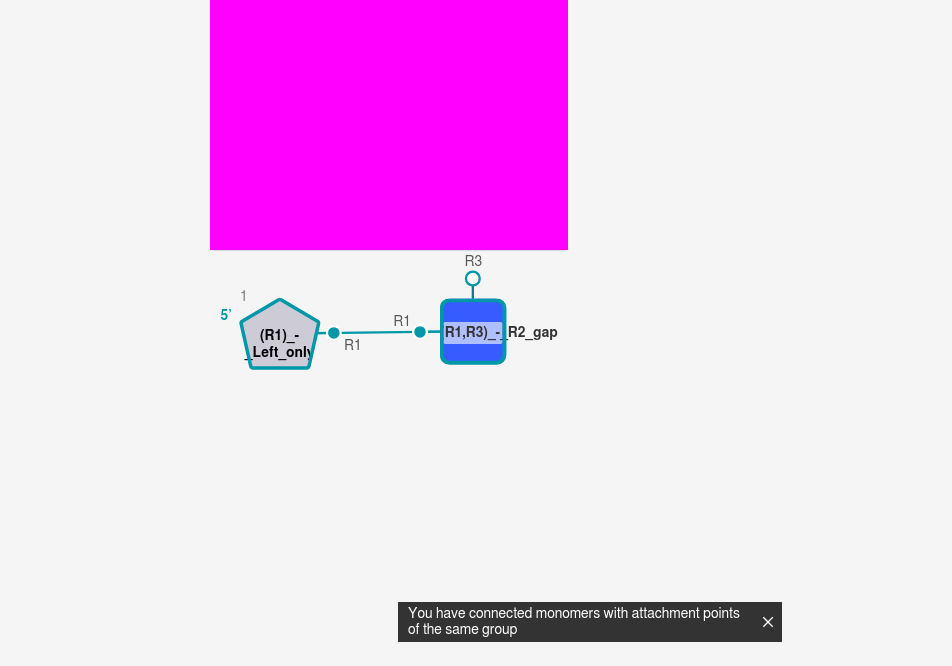 R3
1
5'
R1
(R1)_-
_Left_only
R1,R3)_-_R2_gap
R1
You have connected monomers with attachment points
of the same group